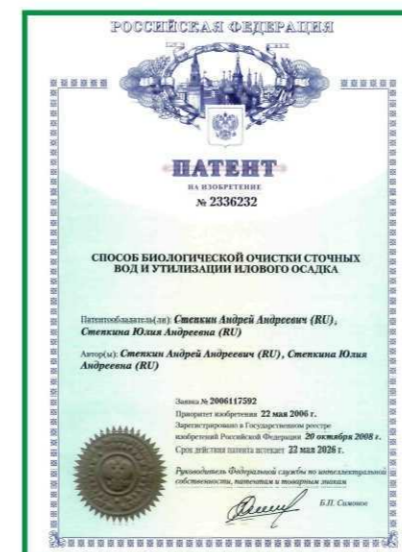 РОССИЙСКАЯ ФЕДЕРАЦИЯ
ПАТЕНТ
НА ИЗОБРЕТЕНИЕ
№ 2336232
СПОСОБ БИОЛОГИЧЕСКОЙ ОЧИСТКИ СТОЧНЫХ
ВОД И УТИЛИЗАЦИИ ИЛОВОГО ОСАДКА
Патентообладатель(ли): Степкин Андрей Андреевич (RU),
Степкина Юлия Андреевна (RU)
Автор(ы): Степкин Андрей Андреевич (RU), Степкина Юлия
Андреевна (RU)
Заявка № 2006117592
Приоритет изобретения 22 мая 2006 г.
Зарегистрировано в Государственном реестре
изобретений Российской Федерации 20 октября 2008 г.
Срок действия патента истекает 22 мая 2026 г.
Руководитель Федеральной службы по интеллектуальной
собственности, патентам и товарным знакам
Б.П. Симонов